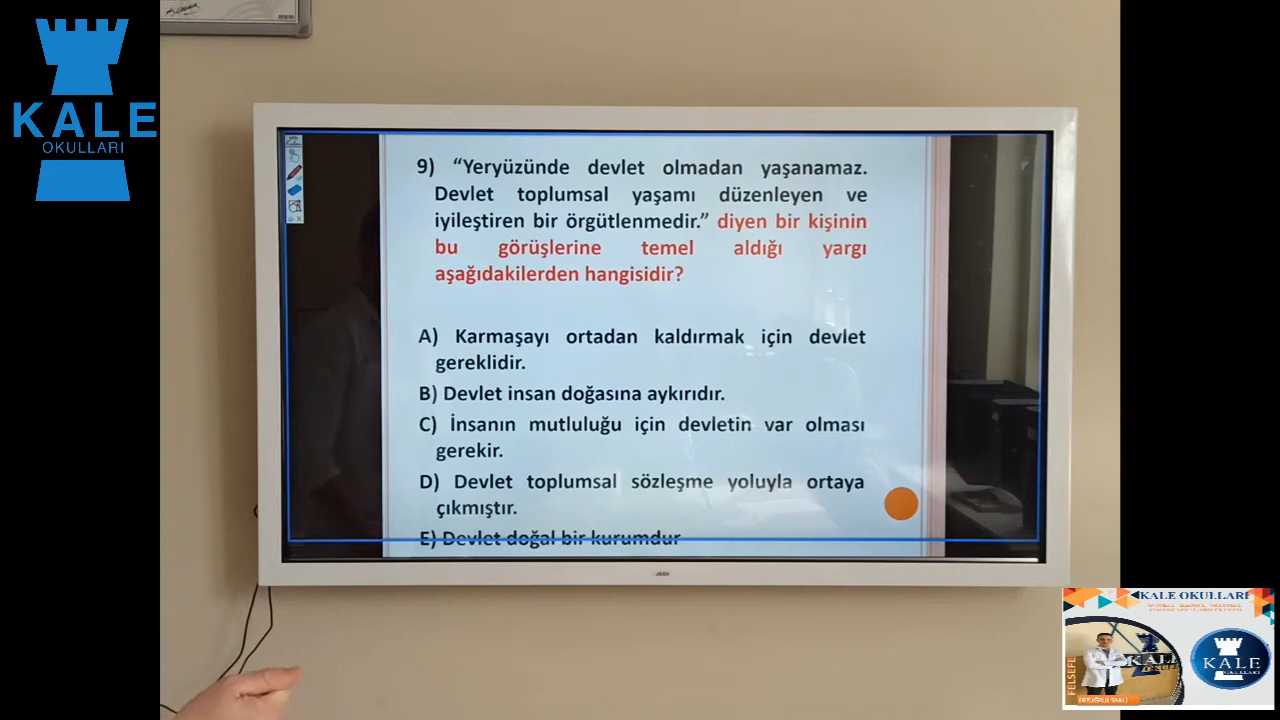 KALE
OKULLARI
9) “Yeryüzünde devlet olmadan yaşanamaz.
Devlet toplumsal yaşamı düzenleyen ve
iyileştiren bir örgütlenmedir.” diyen bir kişinin
bu görüşlerine temel aldığı yargı
aşağıdakilerden hangisidir?
A) Karmaşayı ortadan kaldırmak için devlet
gereklidir.
B) Devlet insan doğasına aykırıdır.
C) İnsanın mutluluğu için devletin var olması
gerekir.
D) Devlet toplumsal sözleşme yoluyla ortaya
çıkmıştır.
E) Devlet doğal bir kurumdur
KALE OKULLARI
FELSEFE
KALE
KALE
OKULLARI